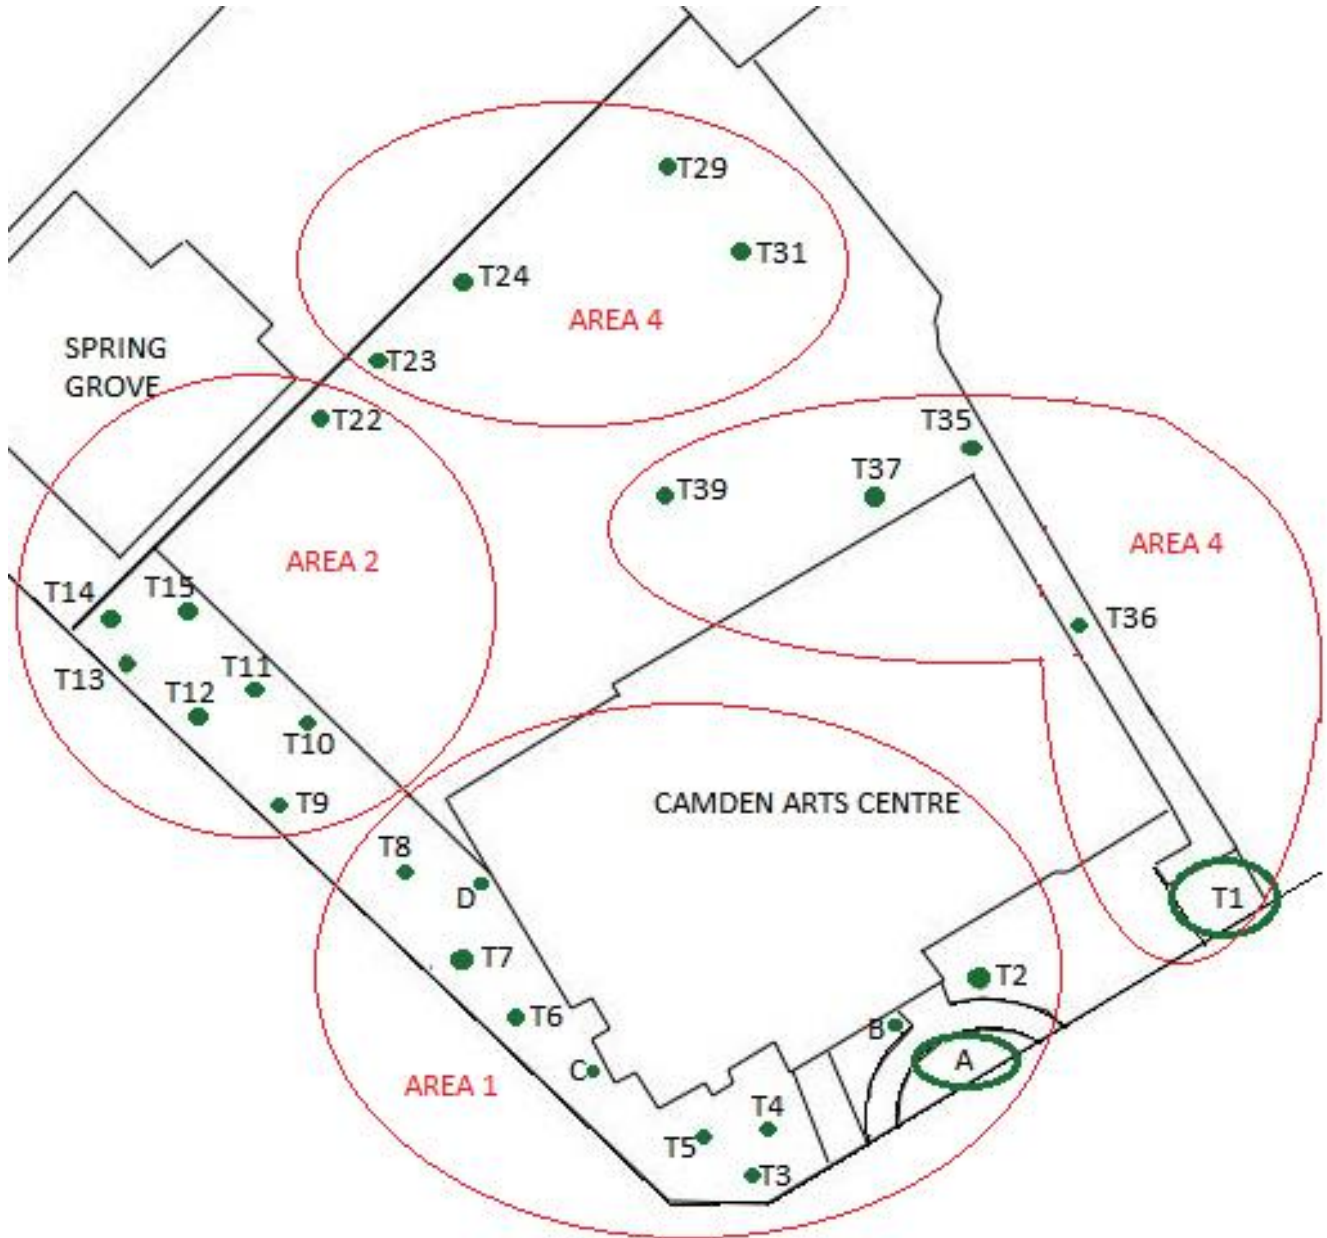 T29
T31
T24
AREA 4
SPRING
GROVE
T23
T22
T35
T37
T39
AREA 4
AREA 2
T14
T15
T36
T11
T13
T12
T10
T9
CAMDEN ARTS CENTRE
T8
D
T1
T7
T2
T6
B
A
C
AREA 1
T4
T5
T3